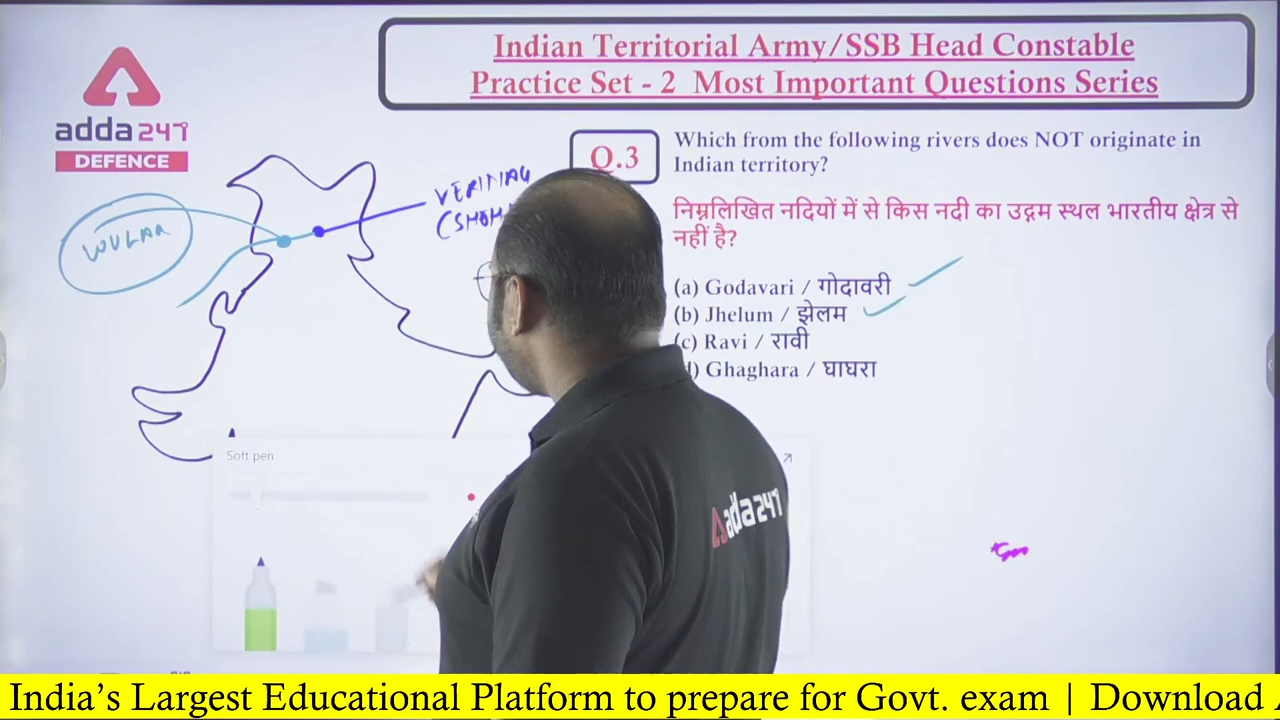 Indian Territorial Army/SSB Head Constable
Practice Set - 2 Most Important Questions Series
adda247
DEFENCE
Q.3
Which from the following rivers does NOT originate in
Indian territory?
निम्नलिखित नदियों में से किस नदी का उद्गम स्थल भारतीय क्षेत्र से
नहीं है?
(a) Godavari / गोदावरी
(b) Jhelum / झेलम
(c) Ravi / रावी
d) Ghaghara / घाघरा
VERINAG
WULAR
Soft pen
adda247
India's Largest Educational Platform to prepare for Govt. exam | Download